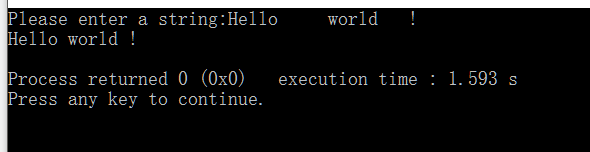 Please enter a string:Hello     world   !
Hello world !
Process returned 0 (0x0)   execution time : 1.593 s
Press any key to continue.